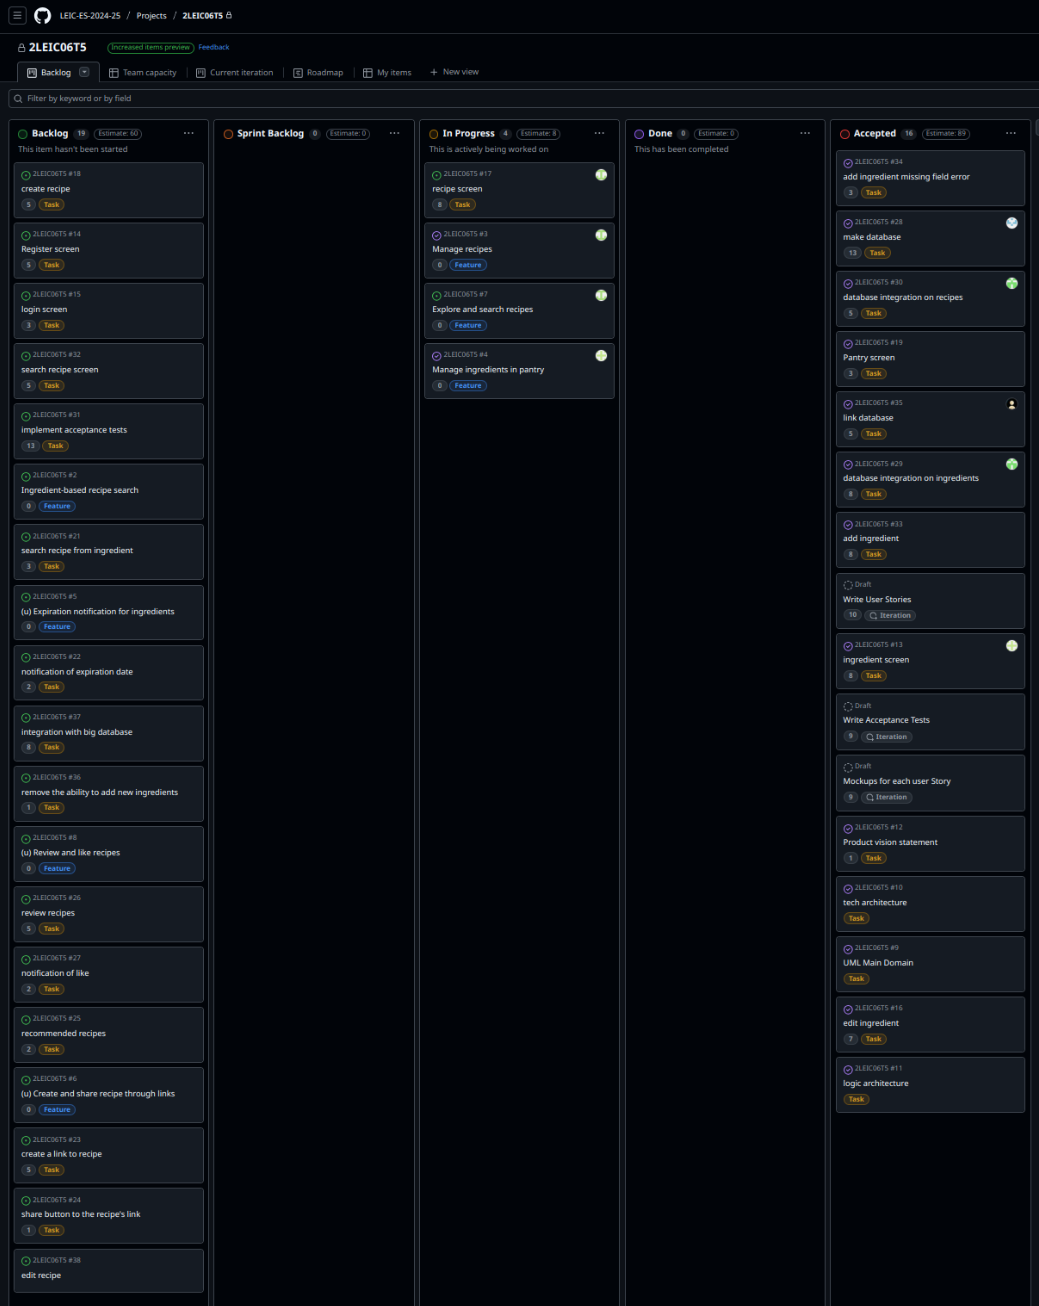 LEIC-ES-2024-25 / Projects / 2LEIC06T5
2LEIC06T5 Increased items preview Feedback
Backlog Team capacity Current iteration Roadmap My items + New view
Filter by keyword or by field
Backlog 19 Estimate: 60 ...
This item hasn't been started
2LEIC06T5 #18
create recipe
5 Task
2LEIC06T5 #14
Register screen
5 Task
2LEIC06T5 #15
login screen
3 Task
2LEIC06T5 #32
search recipe screen
5 Task
2LEIC06T5 #31
implement acceptance tests
13 Task
2LEIC06T5 #2
Ingredient-based recipe search
0 Feature
2LEIC06T5 #21
search recipe from ingredient
3 Task
2LEIC06T5 #5
(u) Expiration notification for ingredients
0 Feature
2LEIC06T5 #22
notification of expiration date
2 Task
2LEIC06T5 #37
integration with big database
8 Task
2LEIC06T5 #36
remove the ability to add new ingredients
1 Task
2LEIC06T5 #8
(u) Review and like recipes
0 Feature
2LEIC06T5 #26
review recipes
5 Task
2LEIC06T5 #27
notification of like
2 Task
2LEIC06T5 #25
recommended recipes
2 Task
2LEIC06T5 #6
(u) Create and share recipe through links
0 Feature
2LEIC06T5 #23
create a link to recipe
5 Task
2LEIC06T5 #24
share button to the recipe's link
1 Task
2LEIC06T5 #38
edit recipe
Sprint Backlog 0 Estimate: 0 ...
In Progress 4 Estimate: 8 ...
This is actively being worked on
2LEIC06T5 #17
recipe screen
8 Task
2LEIC06T5 #3
Manage recipes
0 Feature
2LEIC06T5 #7
Explore and search recipes
0 Feature
2LEIC06T5 #4
Manage ingredients in pantry
0 Feature
Done 0 Estimate: 0 ...
This has been completed
Accepted 16 Estimate: 89 ...
2LEIC06T5 #34
add ingredient missing field error
3 Task
2LEIC06T5 #28
make database
13 Task
2LEIC06T5 #30
database integration on recipes
5 Task
2LEIC06T5 #19
Pantry screen
3 Task
2LEIC06T5 #35
link database
5 Task
2LEIC06T5 #29
database integration on ingredients
8 Task
2LEIC06T5 #33
add ingredient
8 Task
Draft
Write User Stories
10 Iteration
2LEIC06T5 #13
ingredient screen
8 Task
Draft
Write Acceptance Tests
9 Iteration
Draft
Mockups for each user Story
9 Iteration
2LEIC06T5 #12
Product vision statement
1 Task
2LEIC06T5 #10
tech architecture
Task
2LEIC06T5 #9
UML Main Domain
Task
2LEIC06T5 #16
edit ingredient
7 Task
2LEIC06T5 #11
logic architecture
Task